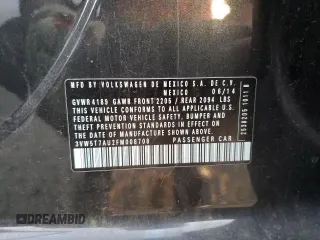 MFD BY VOLKSWAGEN DE MEXICO S.A. DE C.V.
MEXICO 06/14
GVWR 4189 GAWR FRONT 2205 / REAR 2094 LBS
THIS VEHICLE CONFORMS TO ALL APPLICABLE U.S.
FEDERAL MOTOR VEHICLE SAFETY, BUMPER AND
THEFT PREVENTION STANDARDS IN EFFECT ON THE
DATE OF MANUFACTURE SHOWN ABOVE.
3VW5T7AU2FM008708 PASSENGER CAR
DREAMBID